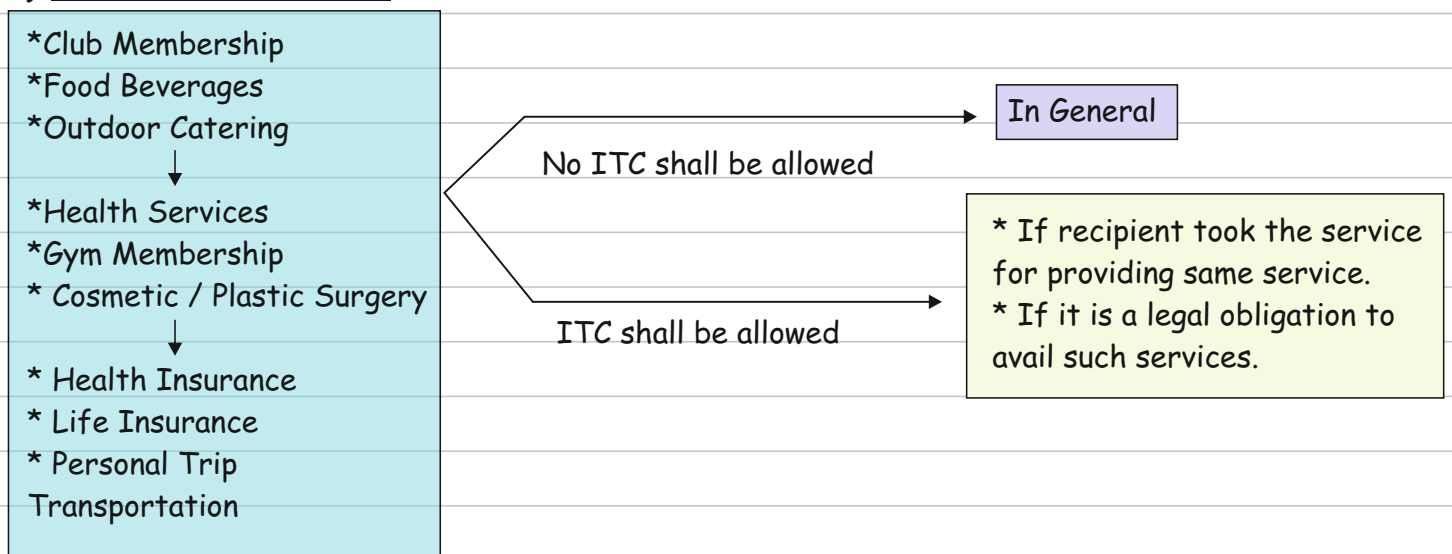 *Club Membership
*Food Beverages
*Outdoor Catering
*Health Services
*Gym Membership
* Cosmetic / Plastic Surgery
* Health Insurance
* Life Insurance
* Personal Trip
Transportation
No ITC shall be allowed
In General
ITC shall be allowed
* If recipient took the service
for providing same service.
* If it is a legal obligation to
avail such services.